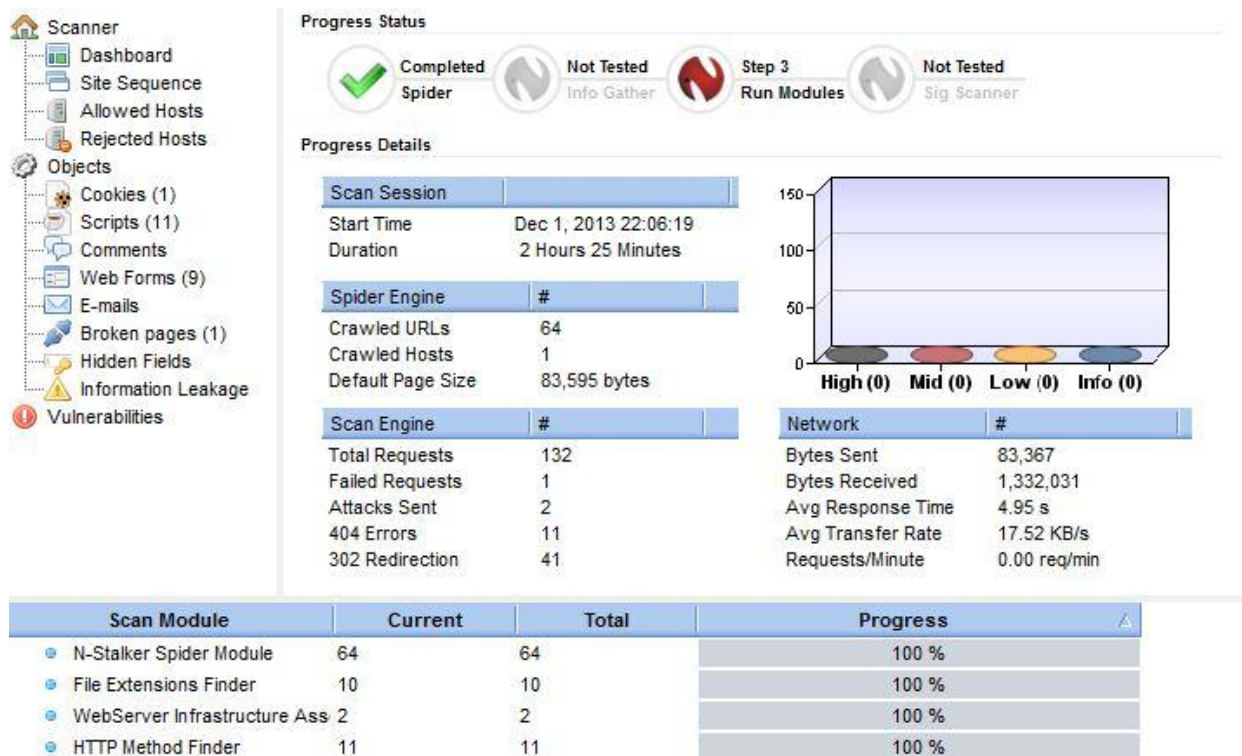 Scanner
Dashboard
Site Sequence
Allowed Hosts
Rejected Hosts
Objects
Cookies (1)
Scripts (11)
Comments
Web Forms (9)
E-mails
Broken pages (1)
Hidden Fields
Information Leakage
Vulnerabilities
Progress Status
Completed
Spider
Not Tested
Info Gather
Step 3
Run Modules
Not Tested
Sig Scanner
Progress Details
Scan Session
Start Time Dec 1, 2013 22:06:19
Duration 2 Hours 25 Minutes
Spider Engine #
Crawled URLs 64
Crawled Hosts 1
Default Page Size 83,595 bytes
Scan Engine #
Total Requests 132
Failed Requests 1
Attacks Sent 2
404 Errors 11
302 Redirection 41
150
100
50
0
High (0) Mid (0) Low (0) Info (0)
Network #
Bytes Sent 83,367
Bytes Received 1,332,031
Avg Response Time 4.95 s
Avg Transfer Rate 17.52 KB/s
Requests/Minute 0.00 req/min
Scan Module Current Total Progress
N-Stalker Spider Module 64 64 100 %
File Extensions Finder 10 10 100 %
WebServer Infrastructure Ass 2 2 100 %
HTTP Method Finder 11 11 100 %